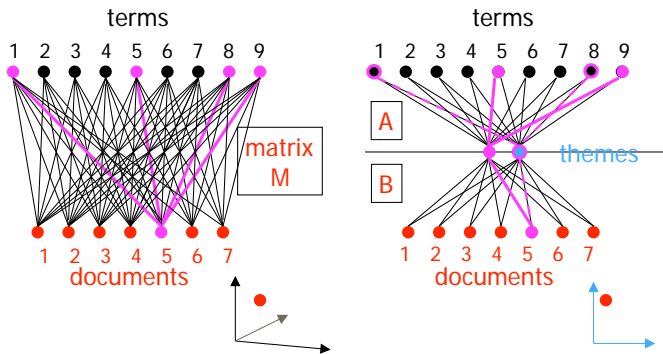 terms
1 2 3 4 5 6 7 8 9
matrix
M
1 2 3 4 5 6 7
documents
terms
1 2 3 4 5 6 7 8 9
A
themes
B
1 2 3 4 5 6 7
documents